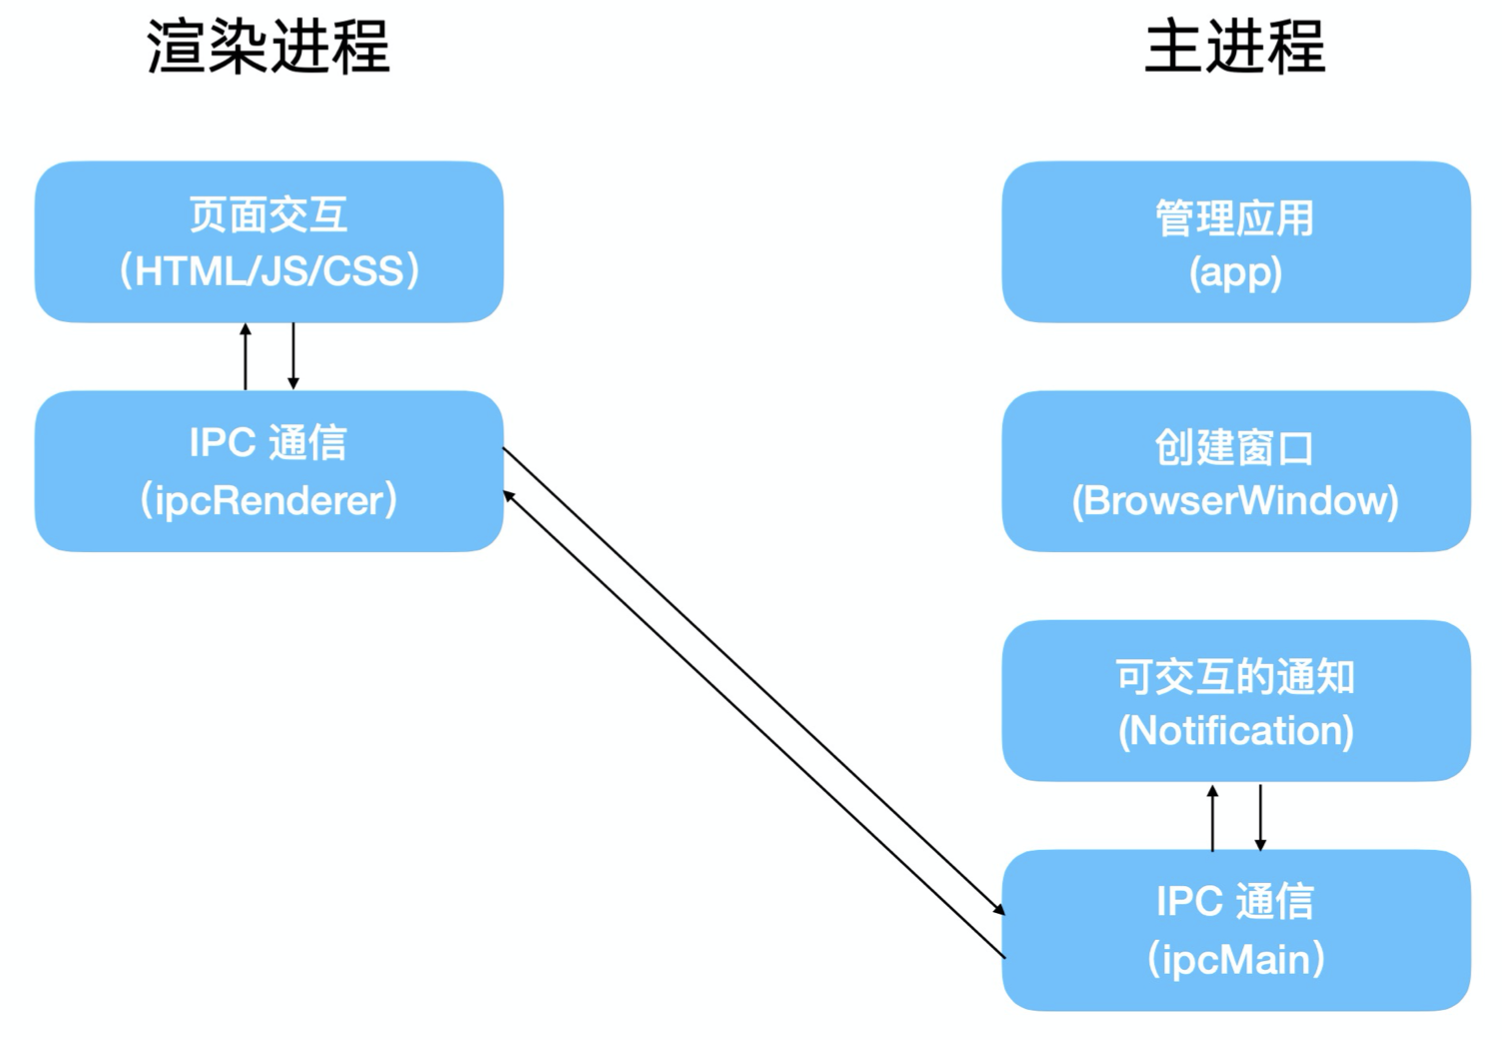 渲染进程
主进程
页面交互
(HTML/JS/CSS)
IPC 通信
(ipcRenderer)
管理应用
(app)
创建窗口
(BrowserWindow)
可交互的通知
(Notification)
IPC 通信
(ipcMain)